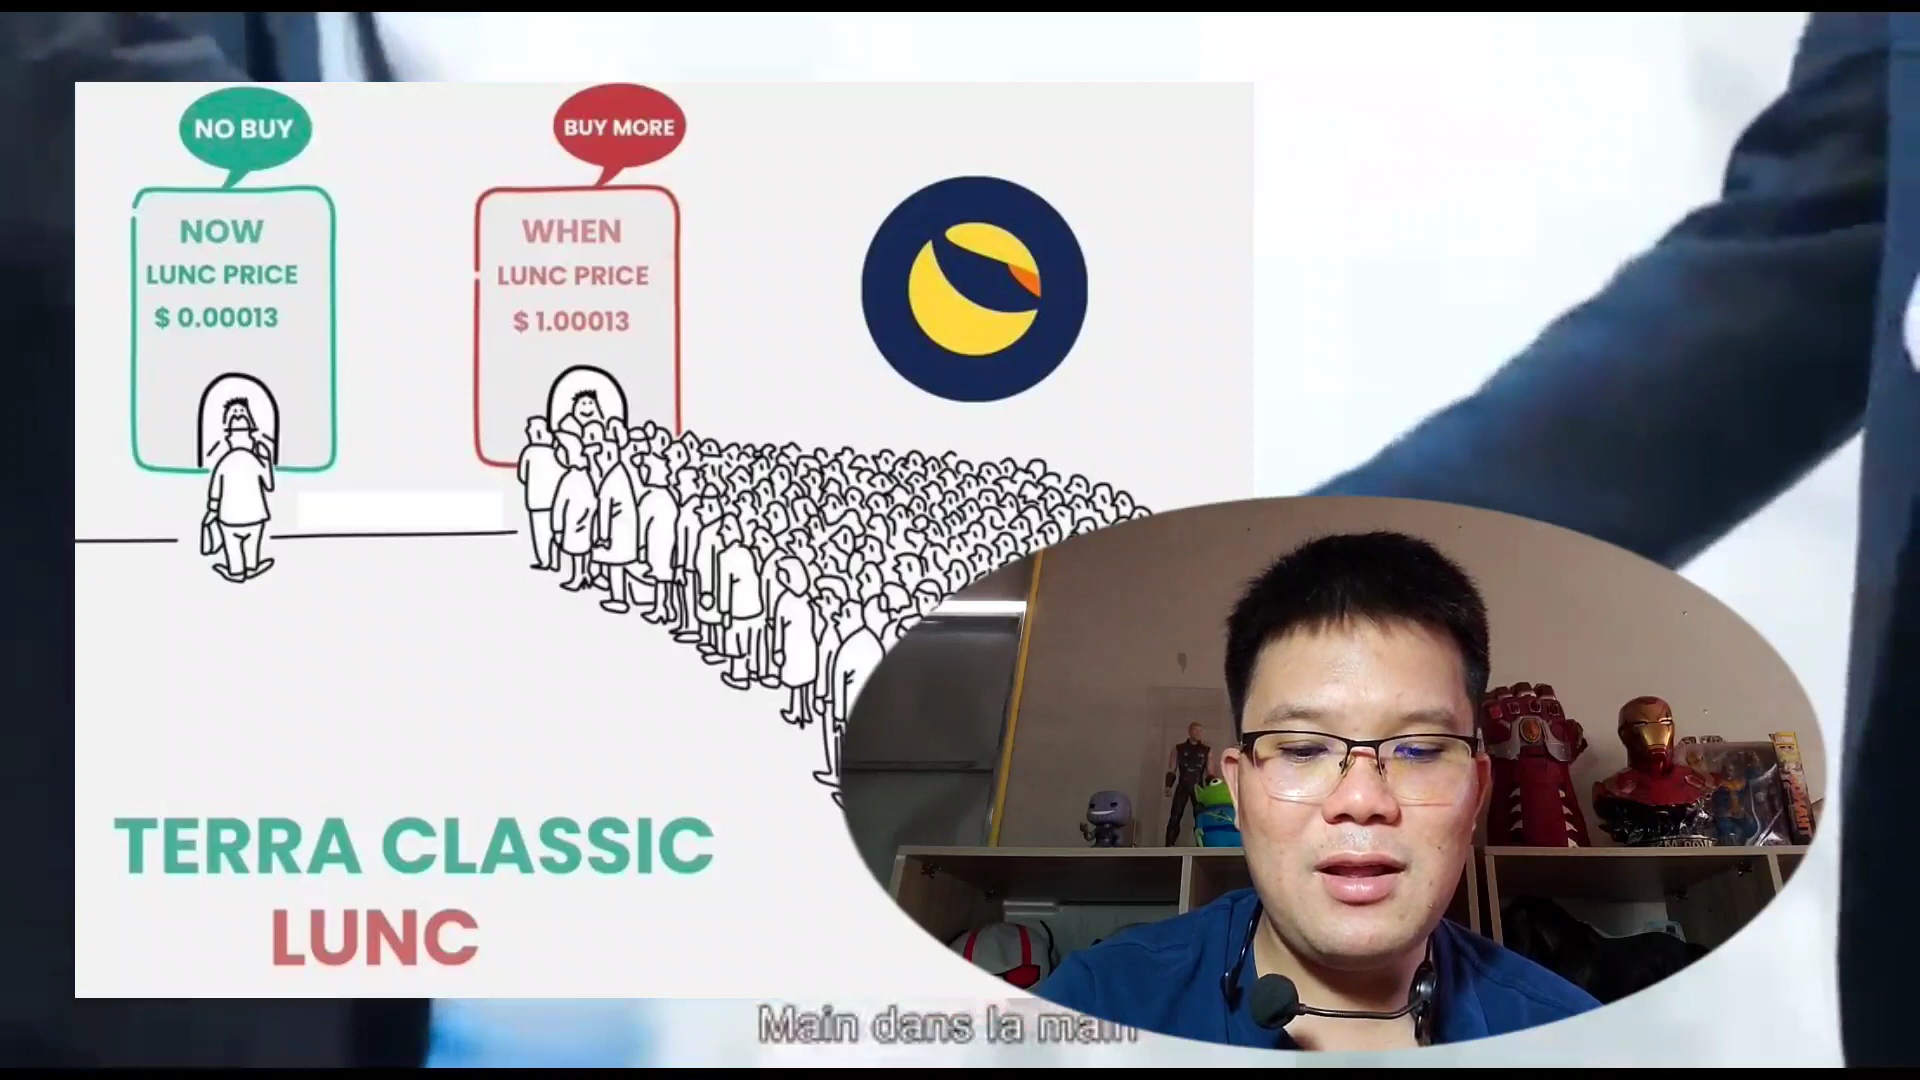 NO BUY
NOW
LUNC PRICE
$ 0.00013
BUY MORE
WHEN
LUNC PRICE
$ 1.00013
TERRA CLASSIC
LUNC
Main dans la main